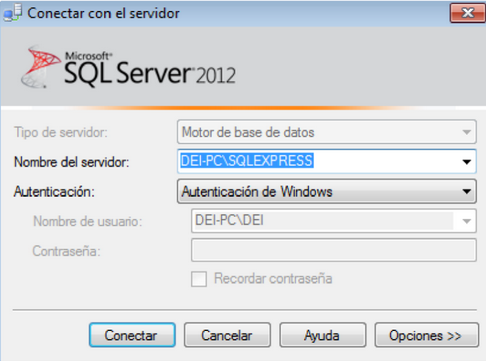 Conectar con el servidor
Microsoft®
SQL Server®2012
Tipo de servidor: Motor de base de datos
Nombre del servidor: DEI-PC\SQLEXPRESS
Autenticación: Autenticación de Windows
Nombre de usuario: DEI-PC\DEI
Contraseña:
Recordar contraseña
Conectar Cancelar Ayuda Opciones >>